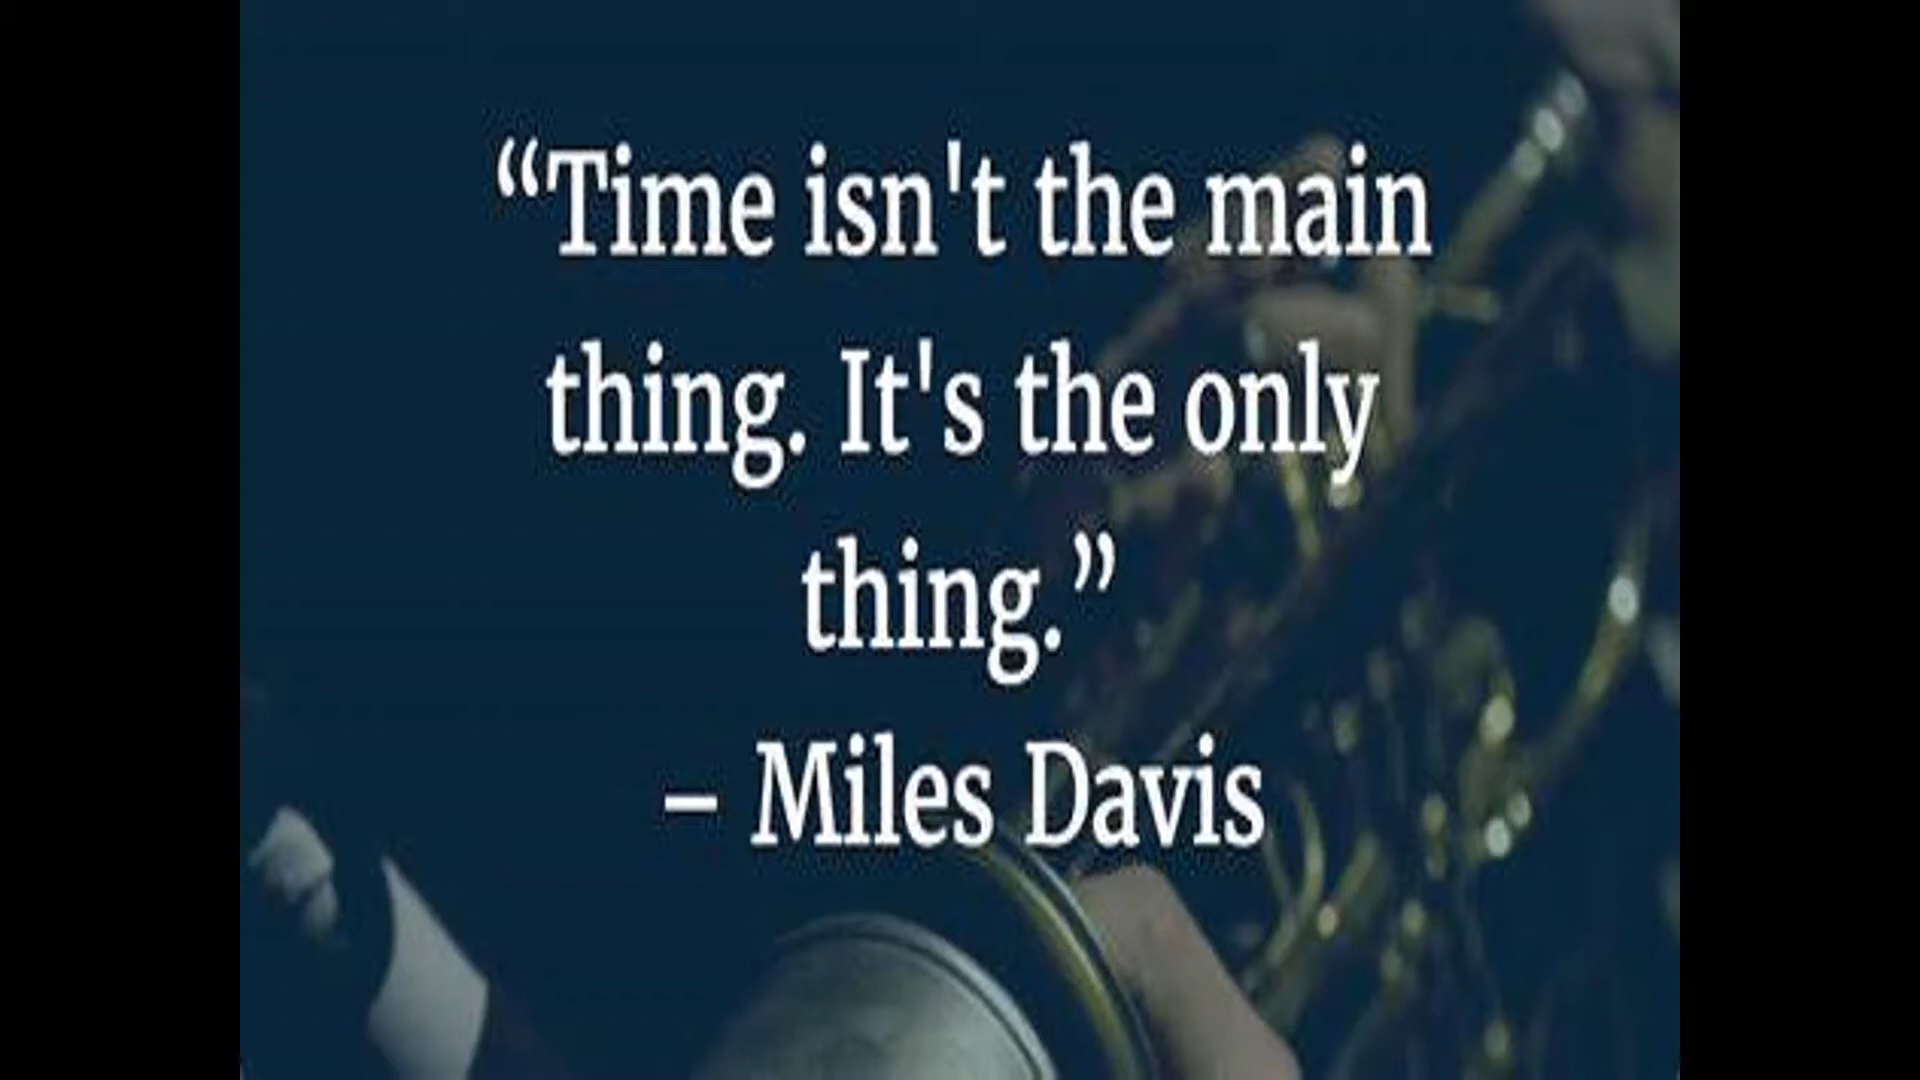 “Time isn't the main
thing. It's the only
thing.”
– Miles Davis